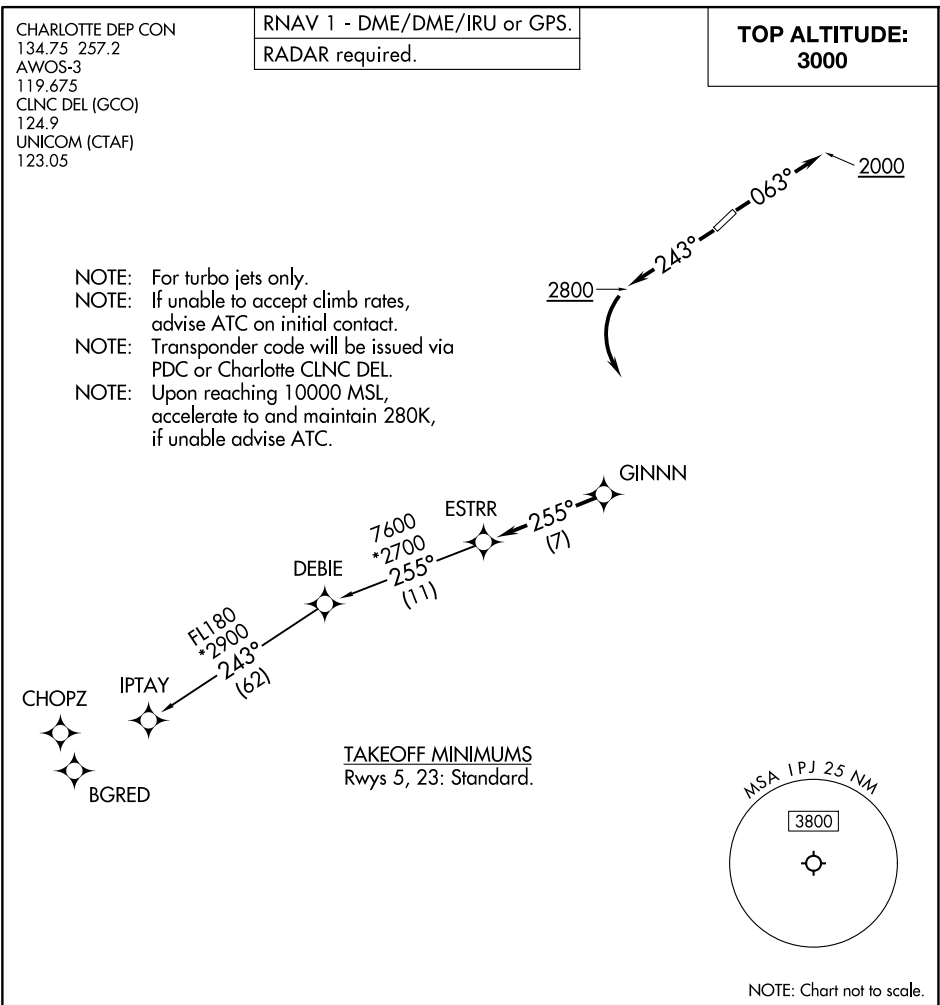 CHARLOTTE DEP CON
134.75 257.2
AWOS-3
119.675
CLNC DEL (GCO)
124.9
UNICOM (CTAF)
123.05
RNAV 1 - DME/DME/IRU or GPS.
RADAR required.
TOP ALTITUDE:
3000
2000
063°
243°
2800
NOTE: For turbo jets only.
NOTE: If unable to accept climb rates,
advise ATC on initial contact.
NOTE: Transponder code will be issued via
PDC or Charlotte CLNC DEL.
NOTE: Upon reaching 10000 MSL,
accelerate to and maintain 280K,
if unable advise ATC.
GINNN
ESTRR
255°
(7)
7600
*2700
255°
(11)
DEBIE
FL180
*2900
243°
(62)
IPTAY
CHOPZ
BGRED
TAKEOFF MINIMUMS
Rwys 5, 23: Standard.
MSA IPJ 25 NM
3800
NOTE: Chart not to scale.